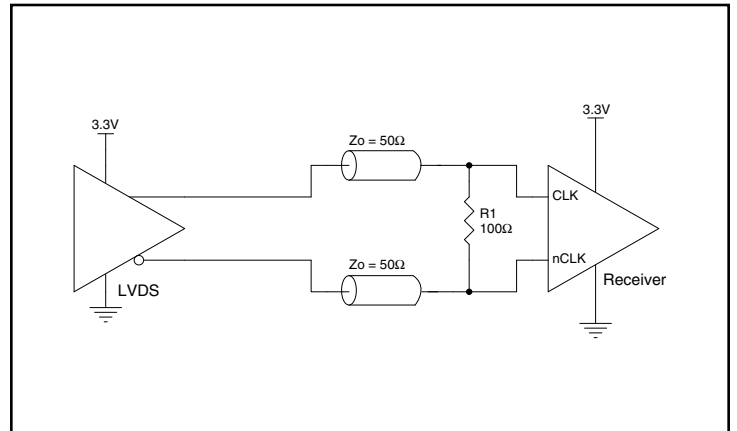 3.3V
3.3V
Zo = 50Ω
CLK
R1
100Ω
Zo = 50Ω
nCLK
LVDS
Receiver